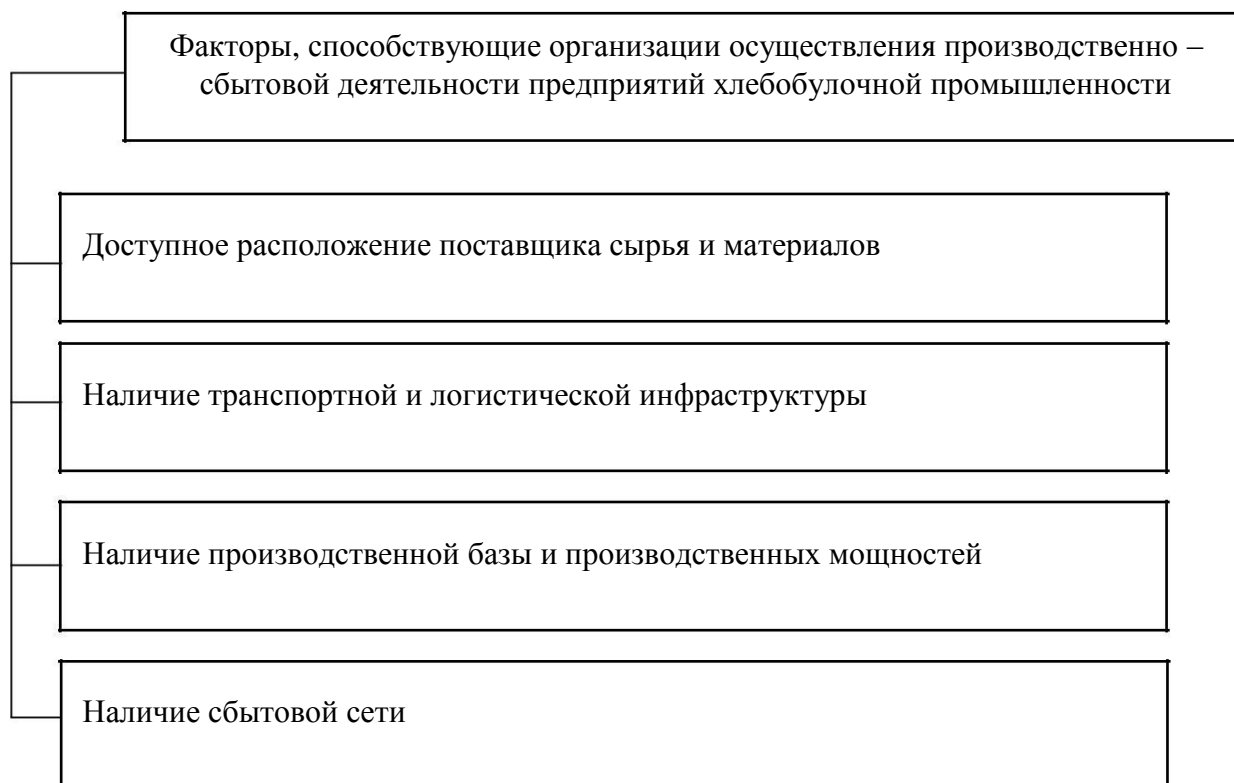 Факторы, способствующие организации осуществления производственно –
сбытовой деятельности предприятий хлебобулочной промышленности
Доступное расположение поставщика сырья и материалов
Наличие транспортной и логистической инфраструктуры
Наличие производственной базы и производственных мощностей
Наличие сбытовой сети